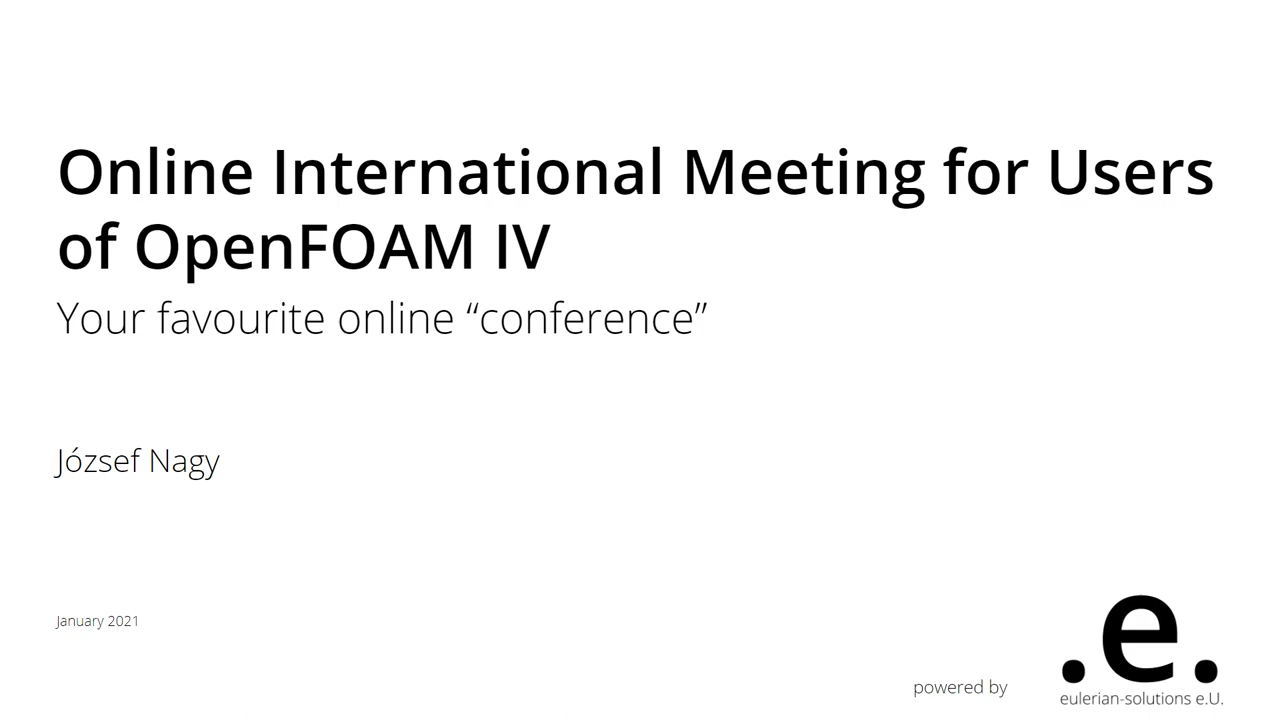 Online International Meeting for Users
of OpenFOAM IV
Your favourite online “conference”
József Nagy
January 2021
powered by
.e.
eulerian-solutions e.U.